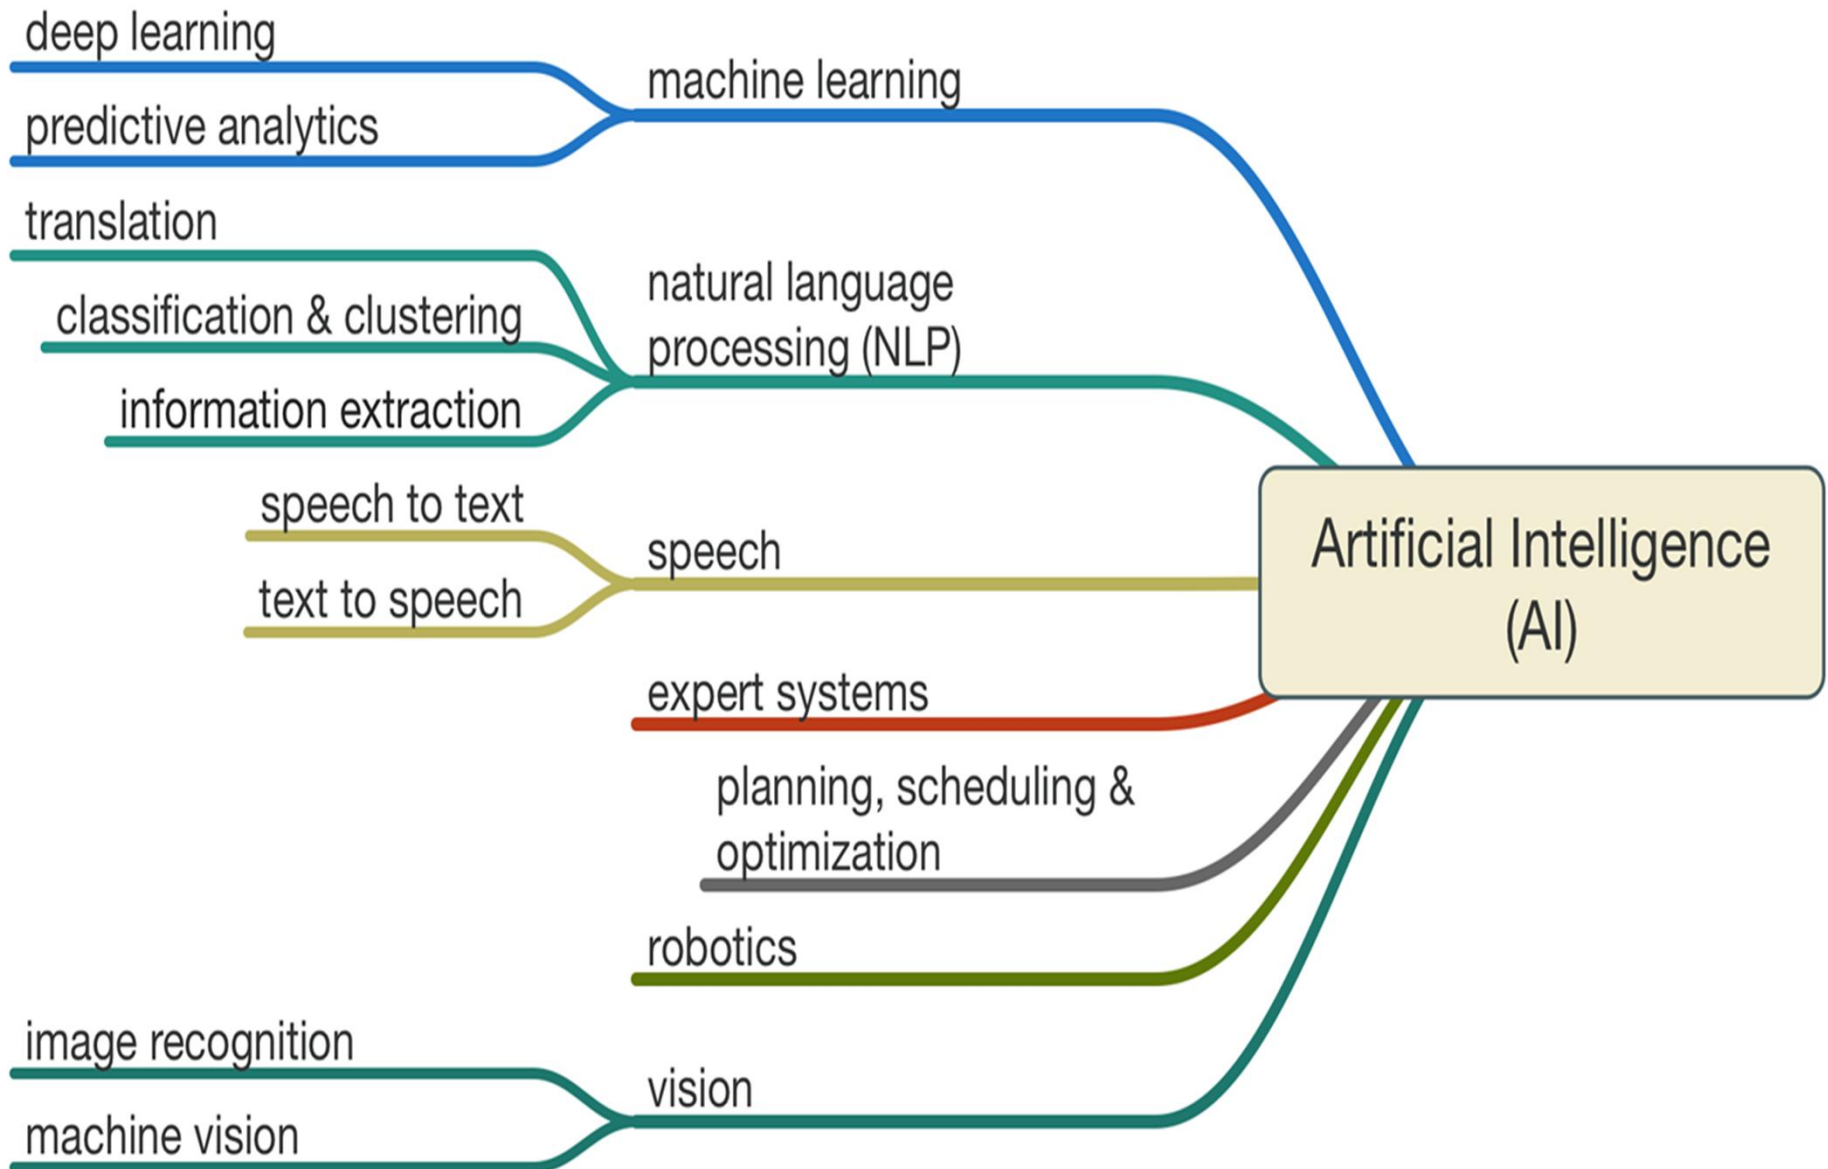 deep learning
machine learning
predictive analytics
translation
natural language
processing (NLP)
classification & clustering
information extraction
speech to text
speech
text to speech
Artificial Intelligence
(AI)
expert systems
planning, scheduling &
optimization
robotics
image recognition
vision
machine vision